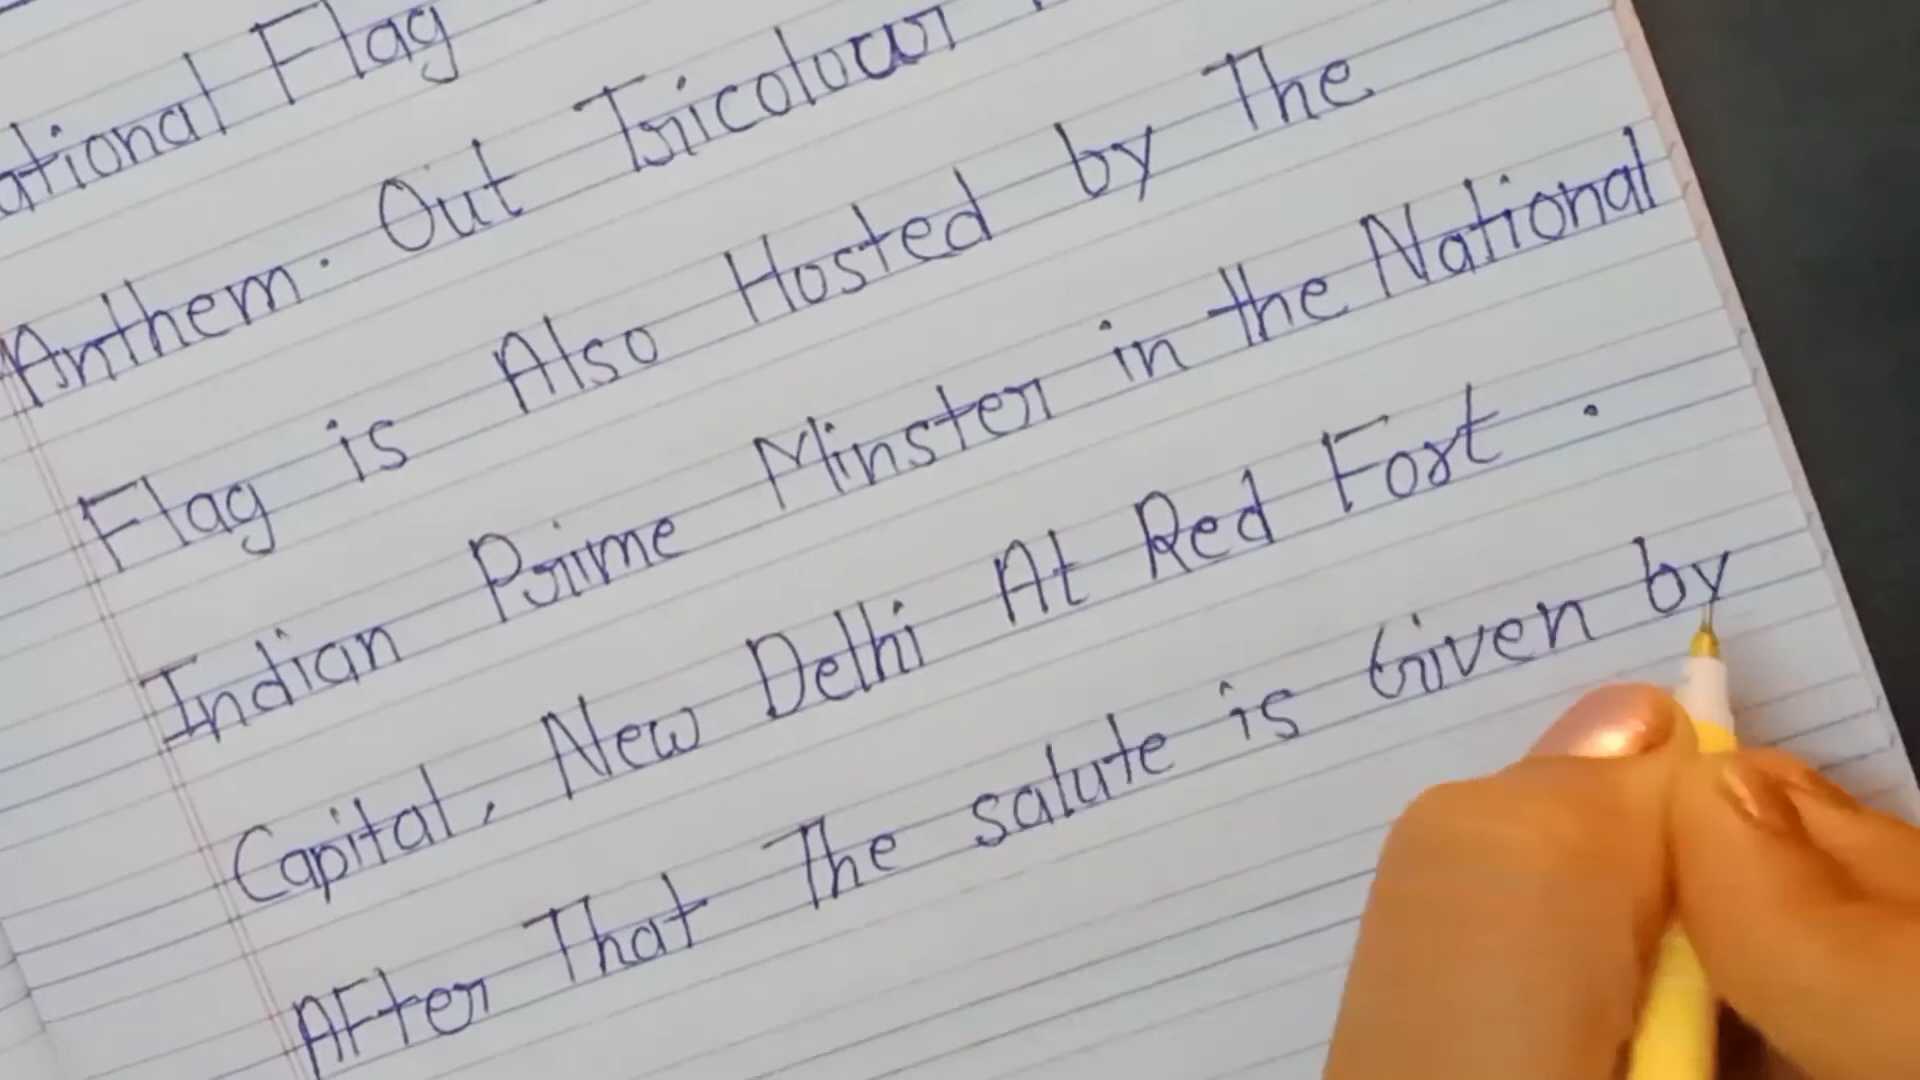 ational Flag
Anthem. Out Tricolour
Flag is Also Hosted by The
Indian Prime Minster in the National
Capital, New Delhi At Red Fort.
AFter That The salute is Given by